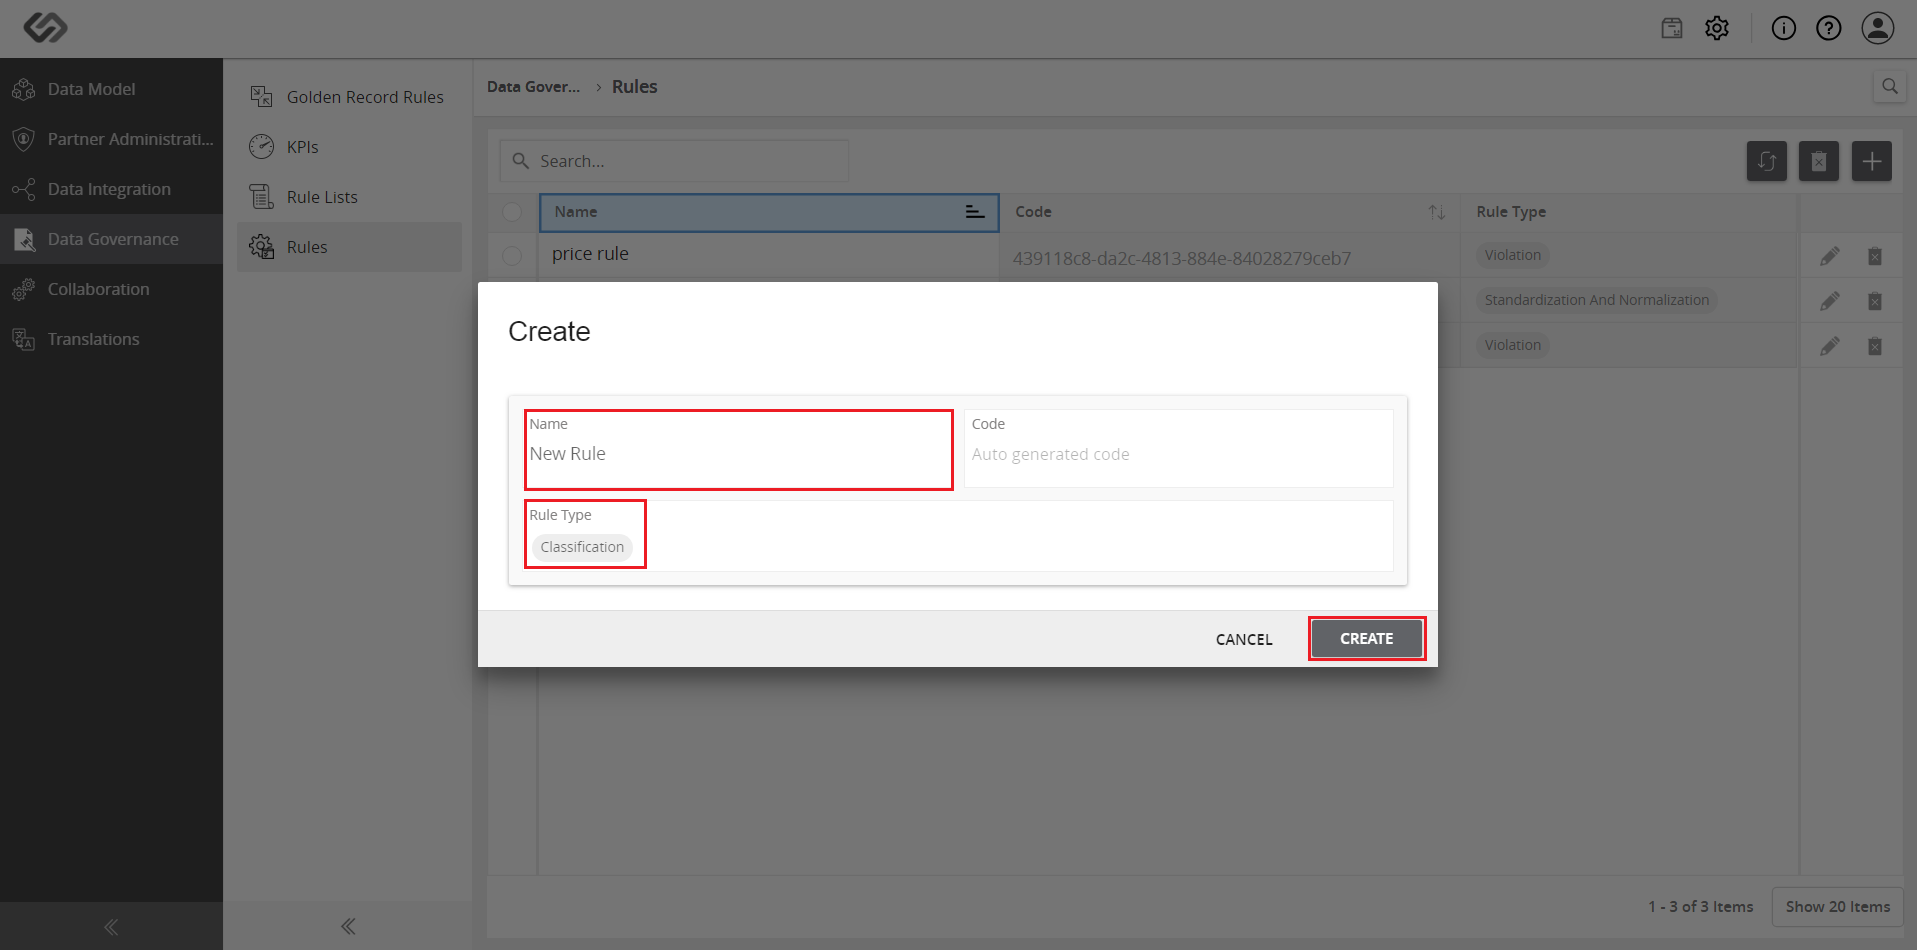 Data Model
Partner Administrati...
Data Integration
Data Governance
Collaboration
Translations
Golden Record Rules
KPIs
Rule Lists
Rules
Data Gover... › Rules
Search...
Name Code Rule Type
price rule 439118c8-da2c-4813-884e-84028279ceb7 Violation
Standardization And Normalization
Violation
Create
Name
New Rule
Code
Auto generated code
Rule Type
Classification
CANCEL CREATE
1 - 3 of 3 Items Show 20 Items